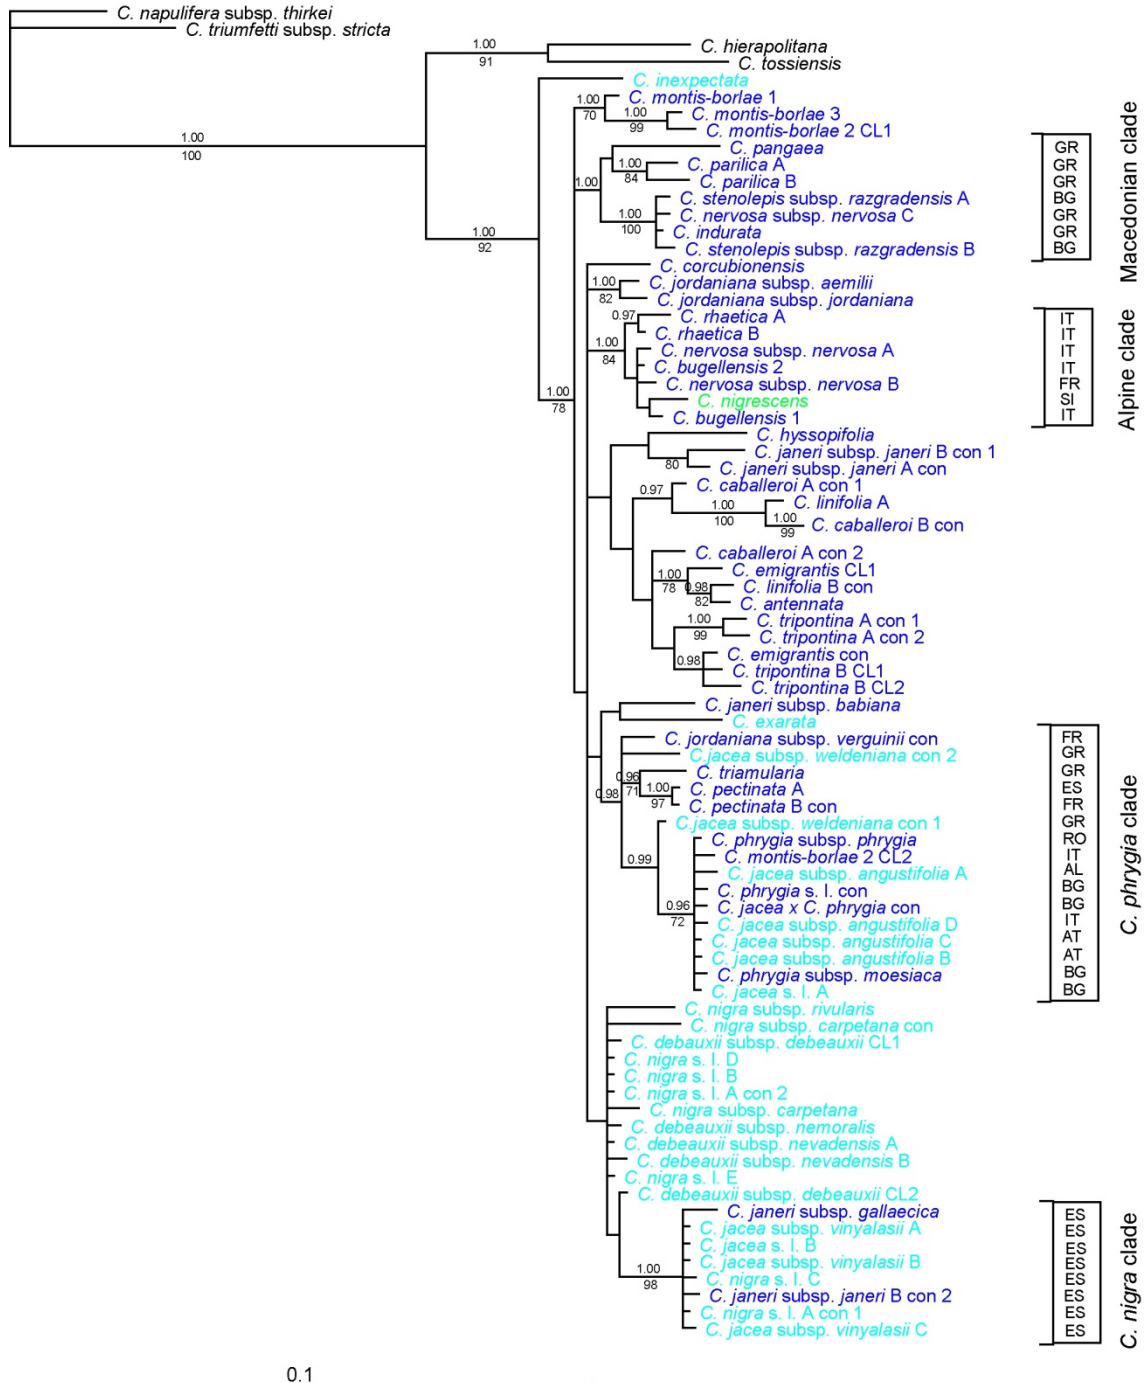 C. napulifera subsp. thirkei
C. triumfetti subsp. stricta
1.00
91
C. hierapolitana
C. tossiensis
C. inexpectata
1.00
70
C. montis-borlae 1
1.00
99
C. montis-borlae 3
C. montis-borlae 2 CL1
1.00
100
C. pangaea
GR
1.00
84
C. parilica A
GR
C. parilica B
GR
1.00
C. stenolepis subsp. razgradensis A
BG
1.00
100
C. nervosa subsp. nervosa C
GR
C. indurata
GR
C. stenolepis subsp. razgradensis B
BG
Macedonian clade
1.00
92
C. corcubionensis
1.00
82
C. jordaniana subsp. aemilii
C. jordaniana subsp. jordaniana
0.97
C. rhaetica A
IT
C. rhaetica B
IT
1.00
84
C. nervosa subsp. nervosa A
IT
C. bugellensis 2
IT
C. nervosa subsp. nervosa B
FR
C. nigrescens
SI
C. bugellensis 1
IT
Alpine clade
1.00
78
C. hyssopifolia
C. janeri subsp. janeri B con 1
80
C. janeri subsp. janeri A con
0.97
C. caballeroi A con 1
1.00
100
C. linifolia A
1.00
99
C. caballeroi B con
C. caballeroi A con 2
1.00
78
C. emigrantis CL1
0.98
82
C. linifolia B con
C. antennata
1.00
99
C. tripontina A con 1
C. tripontina A con 2
0.98
C. emigrantis con
C. tripontina B CL1
C. tripontina B CL2
C. janeri subsp. babiana
C. exarata
C. jordaniana subsp. verguinii con
FR
C.jacea subsp. weldeniana con 2
GR
0.98
0.96
71
C. triamularia
GR
1.00
97
C. pectinata A
ES
C. pectinata B con
FR
C.jacea subsp. weldeniana con 1
GR
0.99
C. phrygia subsp. phrygia
RO
C. montis-borlae 2 CL2
IT
C. jacea subsp. angustifolia A
AL
C. phrygia s. l. con
BG
0.96
72
C. jacea x C. phrygia con
BG
C. jacea subsp. angustifolia D
IT
C. jacea subsp. angustifolia C
AT
C. jacea subsp. angustifolia B
AT
C. phrygia subsp. moesiaca
BG
C. jacea s. l. A
BG
C. phrygia clade
C. nigra subsp. rivularis
C. nigra subsp. carpetana con
C. debauxii subsp. debeauxii CL1
C. nigra s. l. D
C. nigra s. l. B
C. nigra s. l. A con 2
C. nigra subsp. carpetana
C. debeauxii subsp. nemoralis
C. debeauxii subsp. nevadensis A
C. debeauxii subsp. nevadensis B
C. nigra s. l. E
C. debeauxii subsp. debeauxii CL2
C. janeri subsp. gallaecica
ES
C. jacea subsp. vinyalasii A
ES
C. jacea s. l. B
ES
C. jacea subsp. vinyalasii B
ES
1.00
98
C. nigra s. l. C
ES
C. janeri subsp. janeri B con 2
ES
C. nigra s. l. A con 1
ES
C. jacea subsp. vinyalasii C
ES
C. nigra clade
0.1